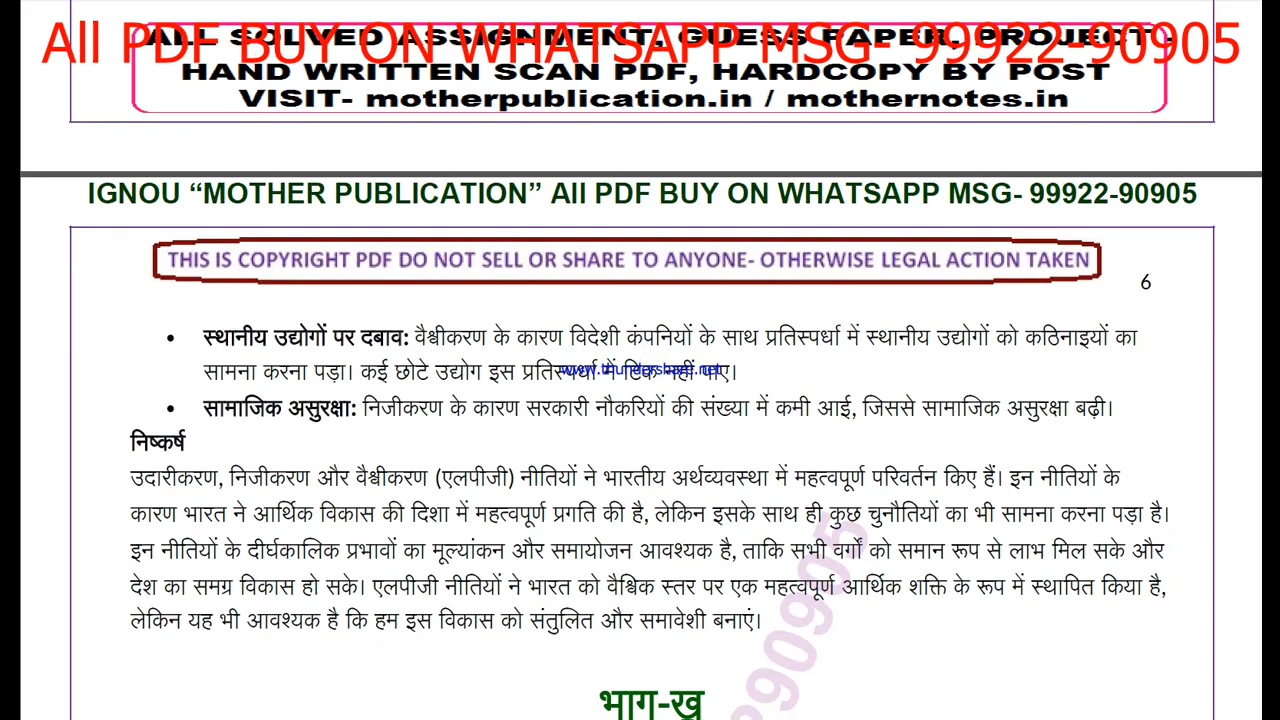 All PDF BUY ON WHATSAPP MSG- 99922-90905
ALL SOLVED ASSIGNMENT, GUESS PAPER, PROJECT-
HAND WRITTEN SCAN PDF, HARDCOPY BY POST
VISIT- motherpublication.in / mothernotes.in
IGNOU “MOTHER PUBLICATION” All PDF BUY ON WHATSAPP MSG- 99922-90905
THIS IS COPYRIGHT PDF DO NOT SELL OR SHARE TO ANYONE- OTHERWISE LEGAL ACTION TAKEN
6
• स्थानीय उद्योगों पर दबाव: वैश्वीकरण के कारण विदेशी कंपनियों के साथ प्रतिस्पर्धा में स्थानीय उद्योगों को कठिनाइयों का
सामना करना पड़ा। कई छोटे उद्योग इस प्रतिस्पर्धा में टिक नहीं पाए।
• सामाजिक असुरक्षा: निजीकरण के कारण सरकारी नौकरियों की संख्या में कमी आई, जिससे सामाजिक असुरक्षा बढ़ी।
निष्कर्ष
उदारीकरण, निजीकरण और वैश्वीकरण (एलपीजी) नीतियों ने भारतीय अर्थव्यवस्था में महत्वपूर्ण परिवर्तन किए हैं। इन नीतियों के
कारण भारत ने आर्थिक विकास की दिशा में महत्वपूर्ण प्रगति की है, लेकिन इसके साथ ही कुछ चुनौतियों का भी सामना करना पड़ा है।
इन नीतियों के दीर्घकालिक प्रभावों का मूल्यांकन और समायोजन आवश्यक है, ताकि सभी वर्गों को समान रूप से लाभ मिल सके और
देश का समग्र विकास हो सके। एलपीजी नीतियों ने भारत को वैश्विक स्तर पर एक महत्वपूर्ण आर्थिक शक्ति के रूप में स्थापित किया है,
लेकिन यह भी आवश्यक है कि हम इस विकास को संतुलित और समावेशी बनाएं।
भाग-ख